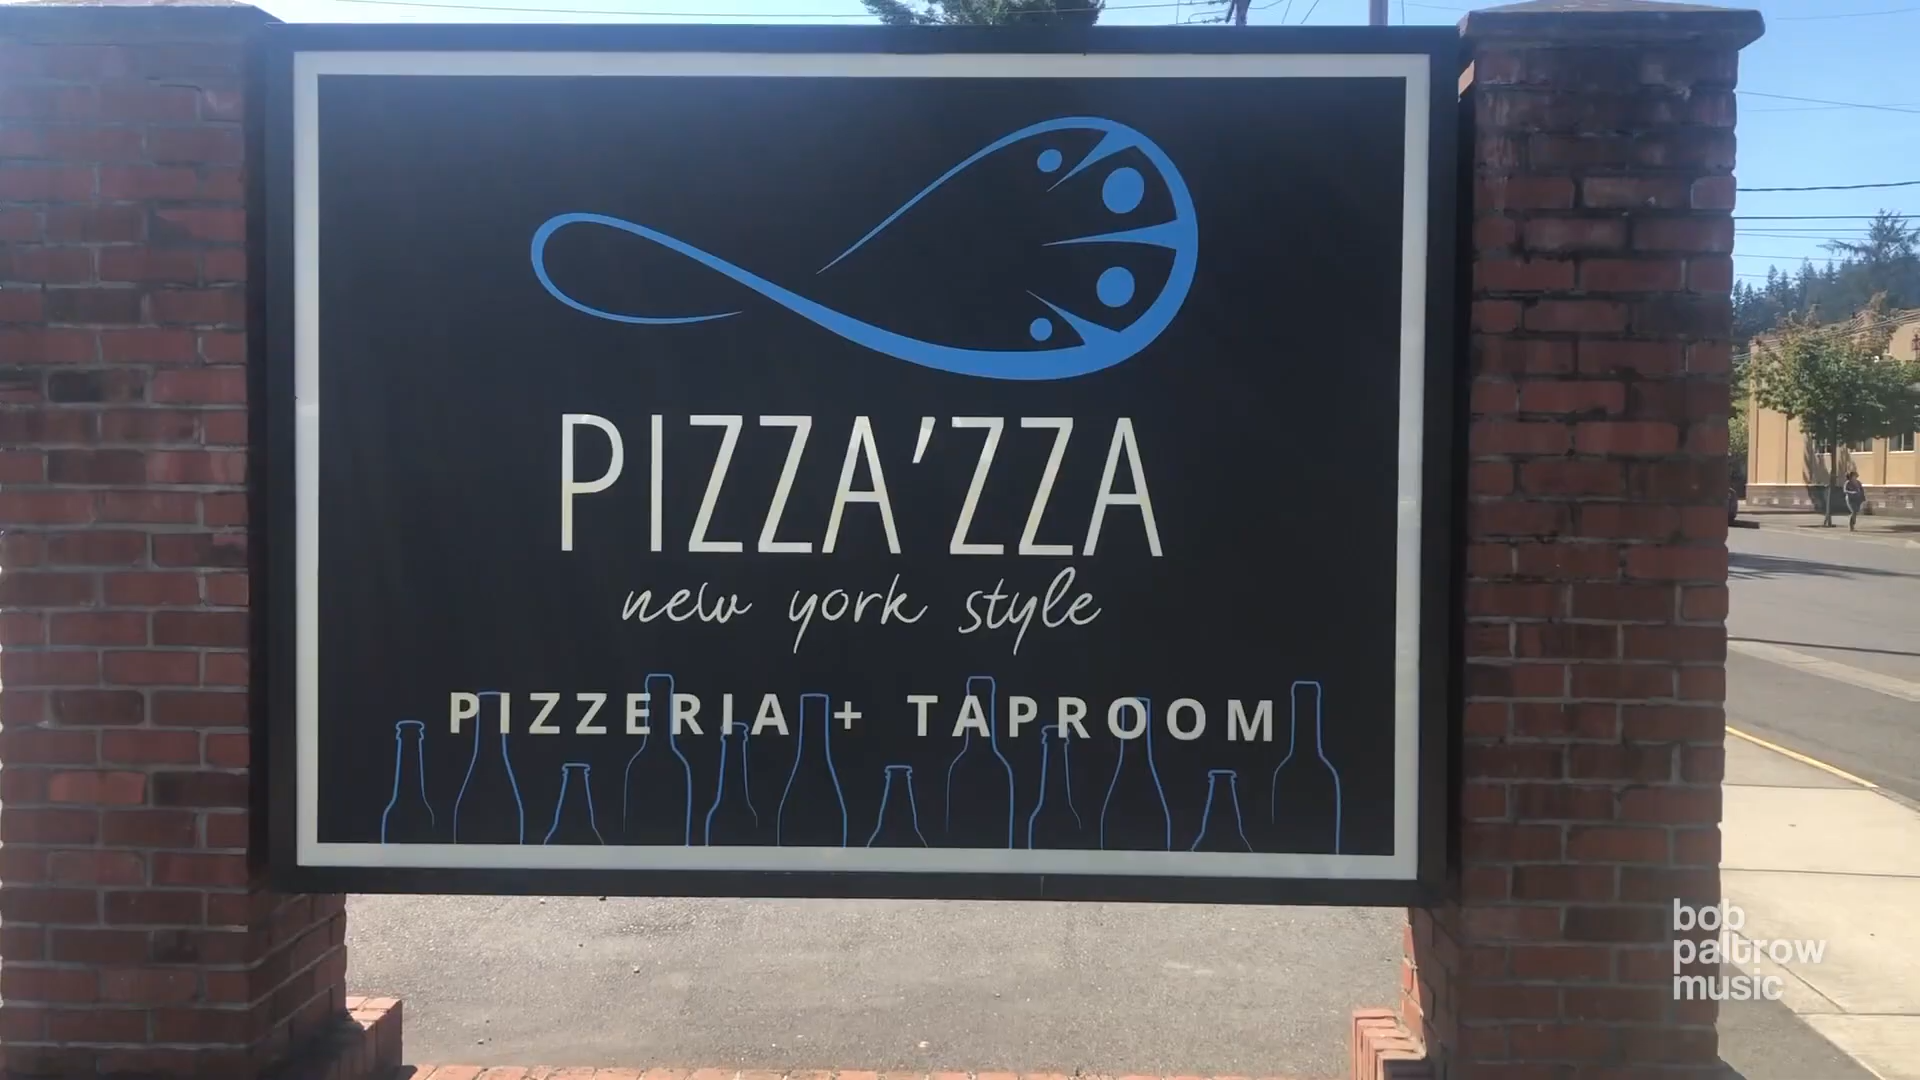 PIZZA'ZZA
new york style
PIZZERIA + TAPROOM
bob
paltrow
music